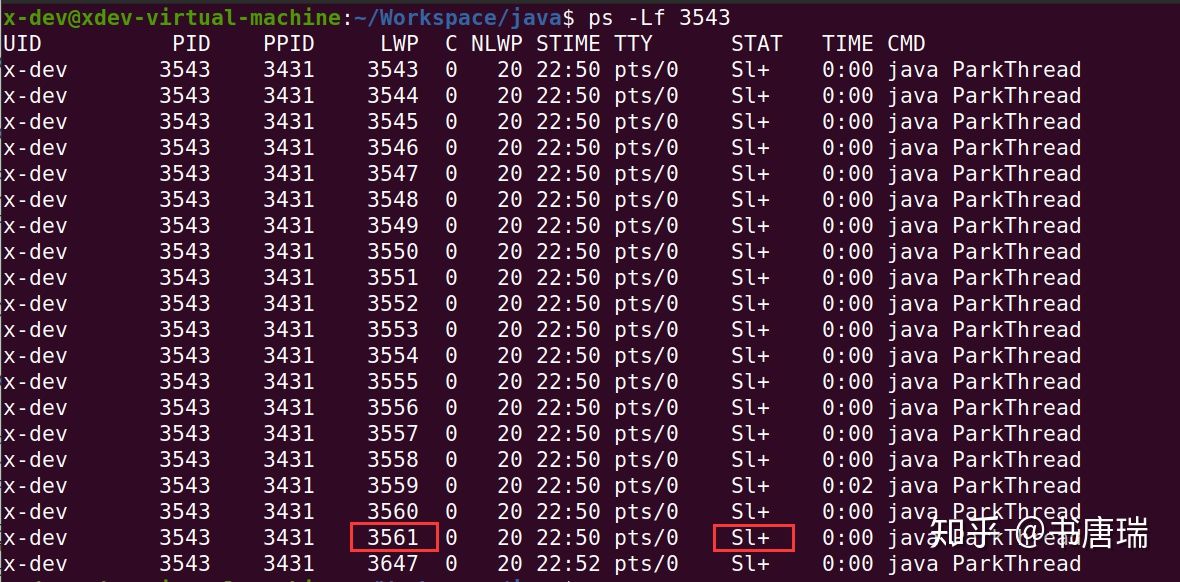 x-dev@xdev-virtual-machine:~/Workspace/java$ ps -Lf 3543
UID PID PPID LWP C NLWP STIME TTY STAT TIME CMD
x-dev 3543 3431 3543 0 20 22:50 pts/0 Sl+ 0:00 java ParkThread
x-dev 3543 3431 3544 0 20 22:50 pts/0 Sl+ 0:00 java ParkThread
x-dev 3543 3431 3545 0 20 22:50 pts/0 Sl+ 0:00 java ParkThread
x-dev 3543 3431 3546 0 20 22:50 pts/0 Sl+ 0:00 java ParkThread
x-dev 3543 3431 3547 0 20 22:50 pts/0 Sl+ 0:00 java ParkThread
x-dev 3543 3431 3548 0 20 22:50 pts/0 Sl+ 0:00 java ParkThread
x-dev 3543 3431 3549 0 20 22:50 pts/0 Sl+ 0:00 java ParkThread
x-dev 3543 3431 3550 0 20 22:50 pts/0 Sl+ 0:00 java ParkThread
x-dev 3543 3431 3551 0 20 22:50 pts/0 Sl+ 0:00 java ParkThread
x-dev 3543 3431 3552 0 20 22:50 pts/0 Sl+ 0:00 java ParkThread
x-dev 3543 3431 3553 0 20 22:50 pts/0 Sl+ 0:00 java ParkThread
x-dev 3543 3431 3554 0 20 22:50 pts/0 Sl+ 0:00 java ParkThread
x-dev 3543 3431 3555 0 20 22:50 pts/0 Sl+ 0:00 java ParkThread
x-dev 3543 3431 3556 0 20 22:50 pts/0 Sl+ 0:00 java ParkThread
x-dev 3543 3431 3557 0 20 22:50 pts/0 Sl+ 0:00 java ParkThread
x-dev 3543 3431 3558 0 20 22:50 pts/0 Sl+ 0:00 java ParkThread
x-dev 3543 3431 3559 0 20 22:50 pts/0 Sl+ 0:02 java ParkThread
x-dev 3543 3431 3560 0 20 22:50 pts/0 Sl+ 0:00 java ParkThread
x-dev 3543 3431 3561 0 20 22:50 pts/0 Sl+ 0:00 java ParkThread
知乎 @书唐瑞
x-dev 3543 3431 3647 0 20 22:52 pts/0 Sl+ 0:00 java ParkThread